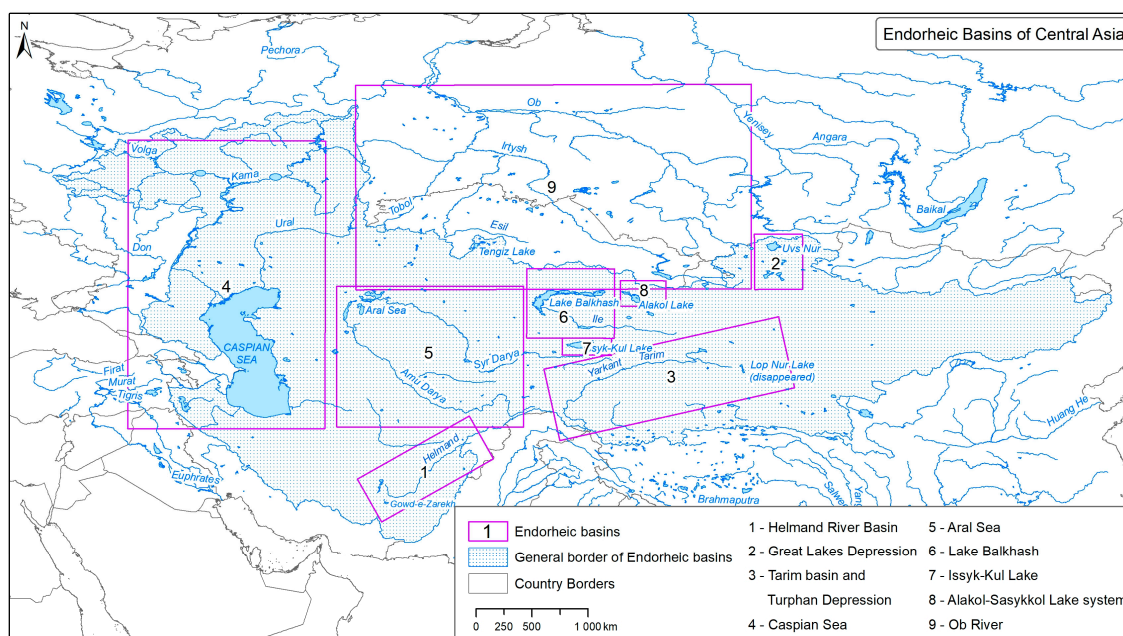 N
Endorheic Basins of Central Asia
Pechora
Ob
Yenisey
Angara
Volga
Irtysh
Kama
9
Baikal
Tobol
Ural
Esil
Don
Tengiz Lake
Uvs Nur
2
4
8
Lake Balkhash
Alakol Lake
Aral Sea
6
Ile
CASPIAN
SEA
5
7
Issyk-Kul Lake
Syr Darya
Tarim
Yarkant
3
Lop Nur Lake
(disappeared)
Firat
Murat
Tigris
Amu Darya
Huang He
Helmand
1
Euphrates
Gowd-e-Zarekh
Brahmaputra
Salwe
Yang
1 Endorheic basins
General border of Endorheic basins
Country Borders
0 250 500 1 000 km
1 - Helmand River Basin
2 - Great Lakes Depression
3 - Tarim basin and
Turphan Depression
4 - Caspian Sea
5 - Aral Sea
6 - Lake Balkhash
7 - Issyk-Kul Lake
8 - Alakol-Sasykkol Lake system
9 - Ob River